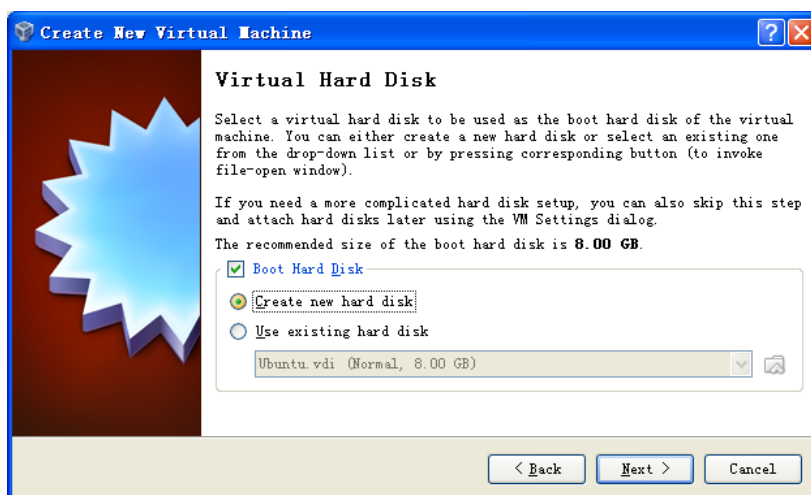 Create New Virtual Machine
Virtual Hard Disk
Select a virtual hard disk to be used as the boot hard disk of the virtual
machine. You can either create a new hard disk or select an existing one
from the drop-down list or by pressing corresponding button (to invoke
file-open window).
If you need a more complicated hard disk setup, you can also skip this step
and attach hard disks later using the VM Settings dialog.
The recommended size of the boot hard disk is 8.00 GB.
Boot Hard Disk
Create new hard disk
Use existing hard disk
Ubuntu.vdi (Normal, 8.00 GB)
< Back
Next >
Cancel